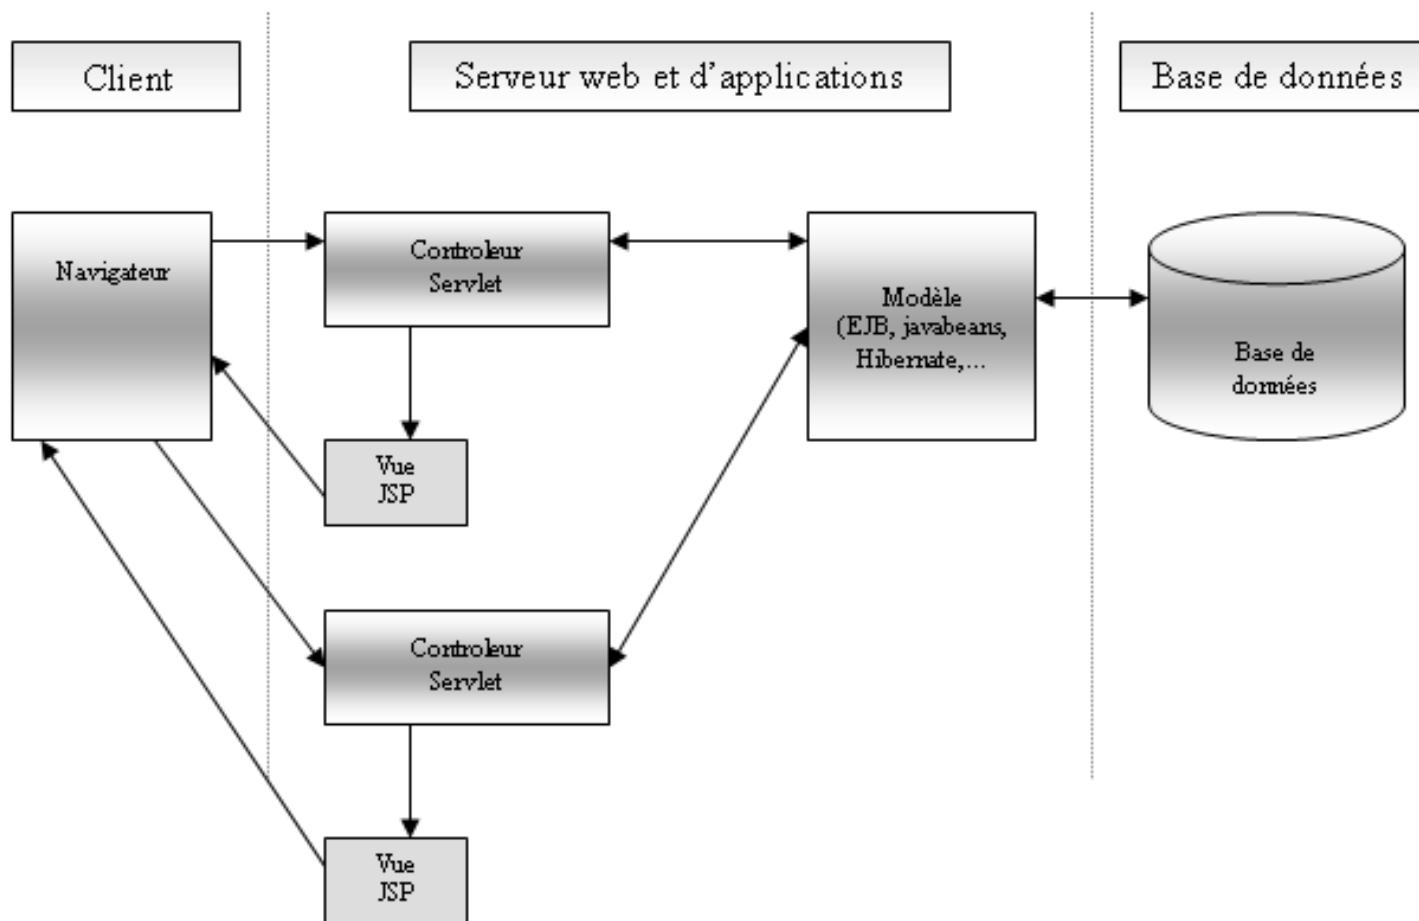 Client
Serveur web et d'applications
Base de données
Navigateur
Controleur
Servlet
Modèle
(EJB, javabeans,
Hibernate,...
Base de
données
Vue
JSP
Controleur
Servlet
Vue
JSP